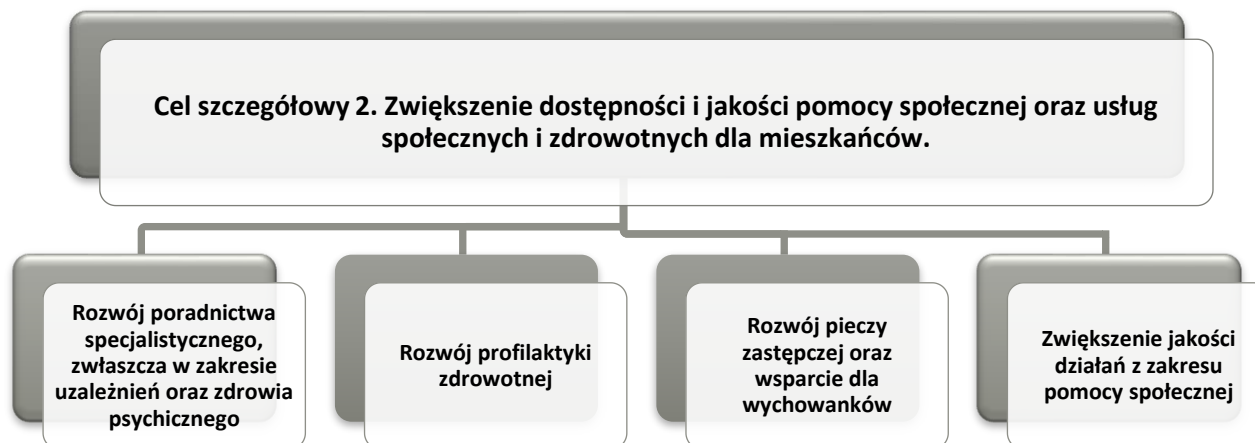 Cel szczegółowy 2. Zwiększenie dostępności i jakości pomocy społecznej oraz usług
społecznych i zdrowotnych dla mieszkańców.
Rozwój poradnictwa
specjalistycznego,
zwłaszcza w zakresie
uzależnień oraz zdrowia
psychicznego
Rozwój profilaktyki
zdrowotnej
Rozwój pieczy
zastępczej oraz
wsparcie dla
wychowanków
Zwiększenie jakości
działań z zakresu
pomocy społecznej